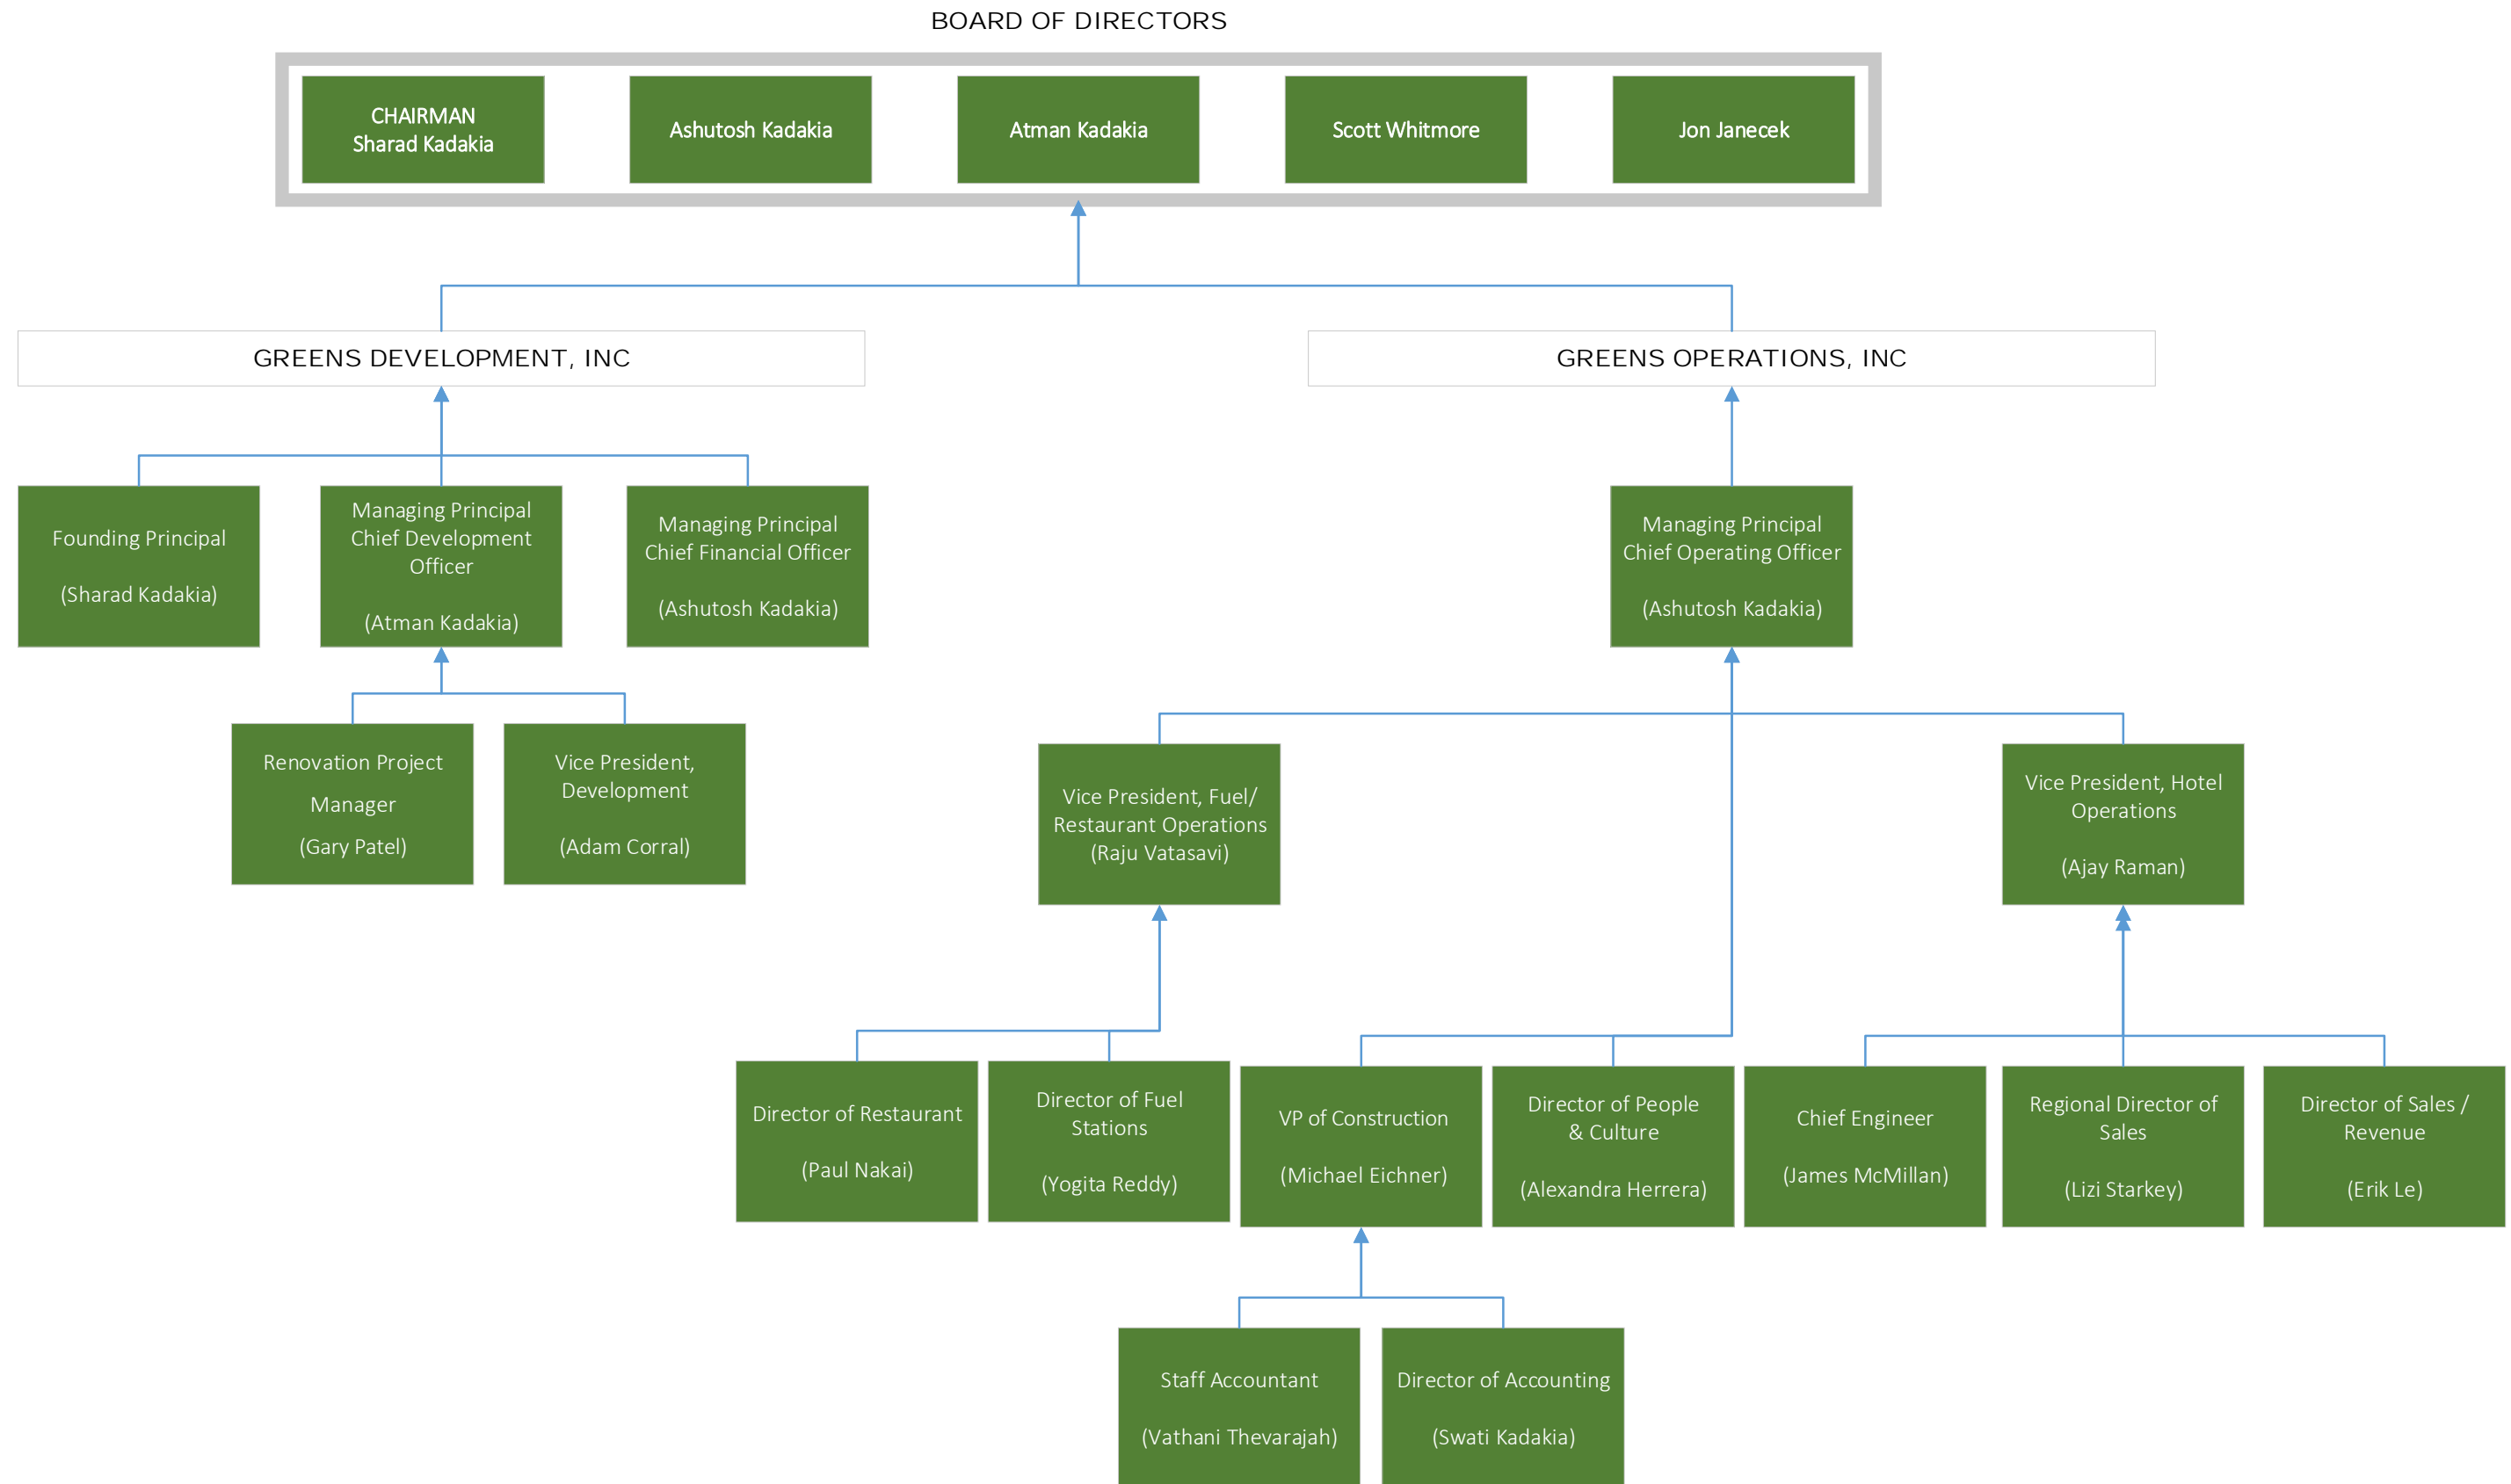 BOARD OF DIRECTORS
CHAIRMAN
Sharad Kadakia
Ashutosh Kadakia
Atman Kadakia
Scott Whitmore
Jon Janecek
GREENS DEVELOPMENT, INC
GREENS OPERATIONS, INC
Founding Principal
(Sharad Kadakia)
Managing Principal
Chief Development
Officer
(Atman Kadakia)
Managing Principal
Chief Financial Officer
(Ashutosh Kadakia)
Managing Principal
Chief Operating Officer
(Ashutosh Kadakia)
Renovation Project
Manager
(Gary Patel)
Vice President,
Development
(Adam Corral)
Vice President, Fuel/
Restaurant Operations
(Raju Vatasavi)
Vice President, Hotel
Operations
(Ajay Raman)
Director of Restaurant
(Paul Nakai)
Director of Fuel
Stations
(Yogita Reddy)
VP of Construction
(Michael Eichner)
Director of People
& Culture
(Alexandra Herrera)
Chief Engineer
(James McMillan)
Regional Director of
Sales
(Lizi Starkey)
Director of Sales /
Revenue
(Erik Le)
Staff Accountant
(Vathani Thevarajah)
Director of Accounting
(Swati Kadakia)